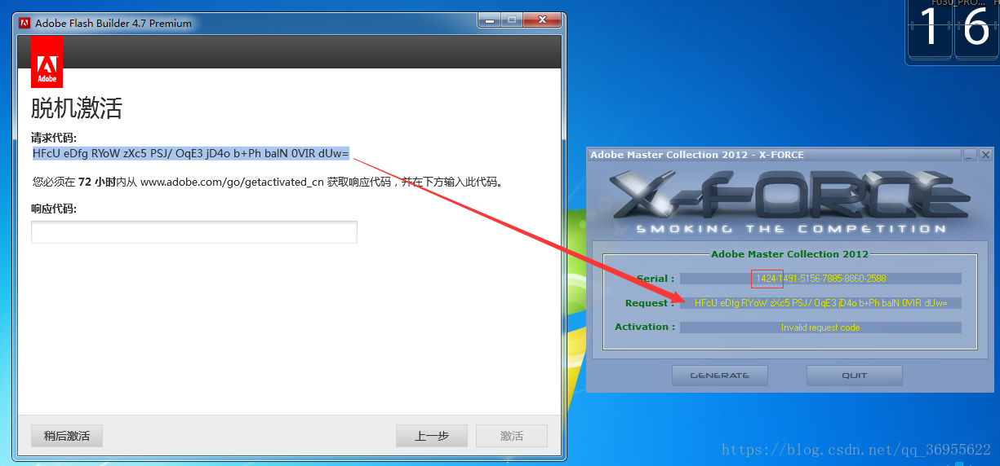 Adobe Flash Builder 4.7 Premium
Adobe
脱机激活
请求代码:
HFcU eDfg RYoW zXc5 PSJ/ OqE3 jD4o b+Ph balN 0VIR dUw=
您必须在 72 小时内从 www.adobe.com/go/getactivated_cn 获取响应代码，并在下方输入此代码。
响应代码:
稍后激活
上一步
激活
16
Adobe Master Collection 2012 - X-FORCE
X-FORCE
SMOKING THE COMPETITION
Adobe Master Collection 2012
Serial : 1424-1491-5156-7885-8860-2588
Request : HFcU eDfg RYoW zXc5 PSJ/ OqE3 jD4o b+Ph balN 0VIR dUw=
Activation : Invalid request code
GENERATE
QUIT
https://blog.csdn.net/qq_36955622